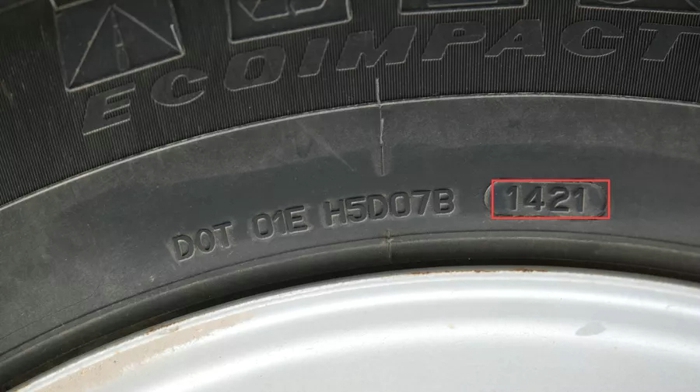 ECOIMPACT
DOT 01E H5D07B 1421